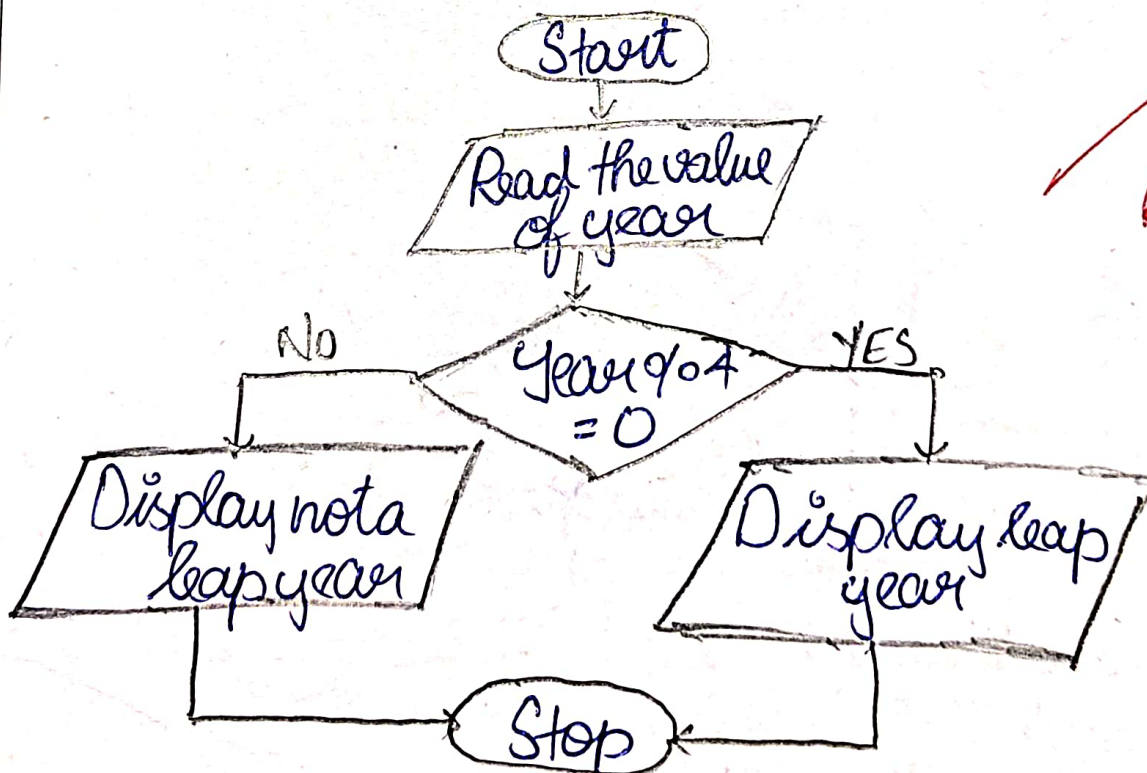 Start
Read the value
of year
NO
YES
Year % 4
= 0
Display not a
leap year
Display leap
year
Stop